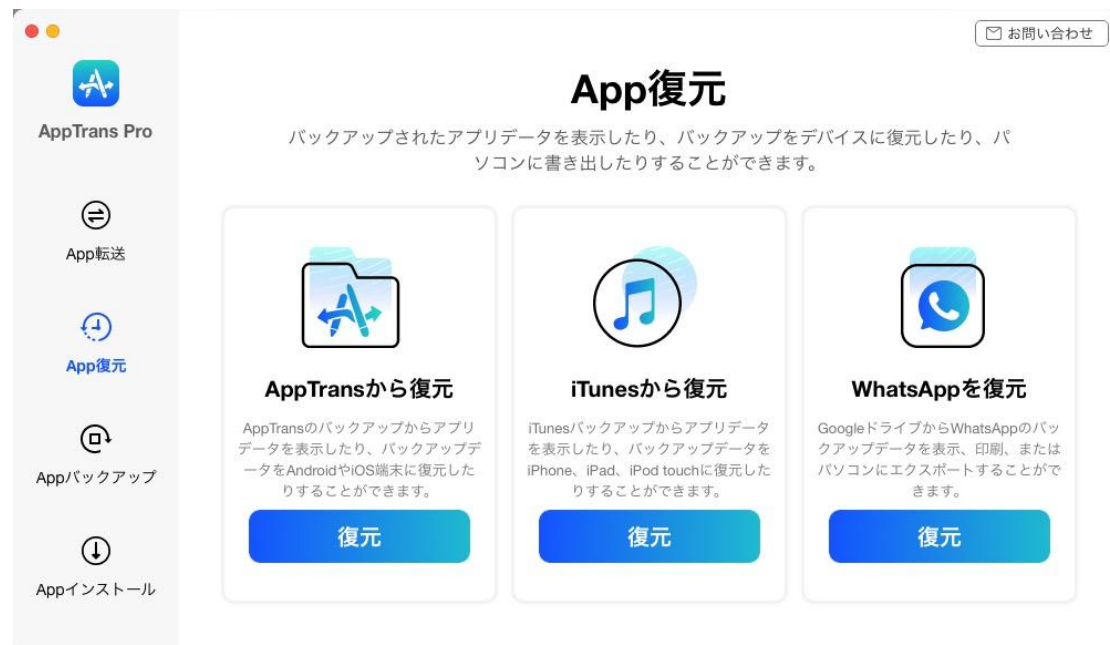 お問い合わせ
AppTrans Pro
App転送
App復元
Appバックアップ
Appインストール
App復元
バックアップされたアプリデータを表示したり、バックアップをデバイスに復元したり、パ
ソコンに書き出したりすることができます。
AppTransから復元
AppTransのバックアップからアプリ
データを表示したり、バックアップデ
ータをAndroidやiOS端末に復元した
りすることができます。
復元
iTunesから復元
iTunesバックアップからアプリデータ
を表示したり、バックアップデータを
iPhone、iPad、iPod touchに復元した
りすることができます。
復元
WhatsAppを復元
GoogleドライブからWhatsAppのバッ
クアップデータを表示、印刷、または
パソコンにエクスポートすることがで
きます。
復元